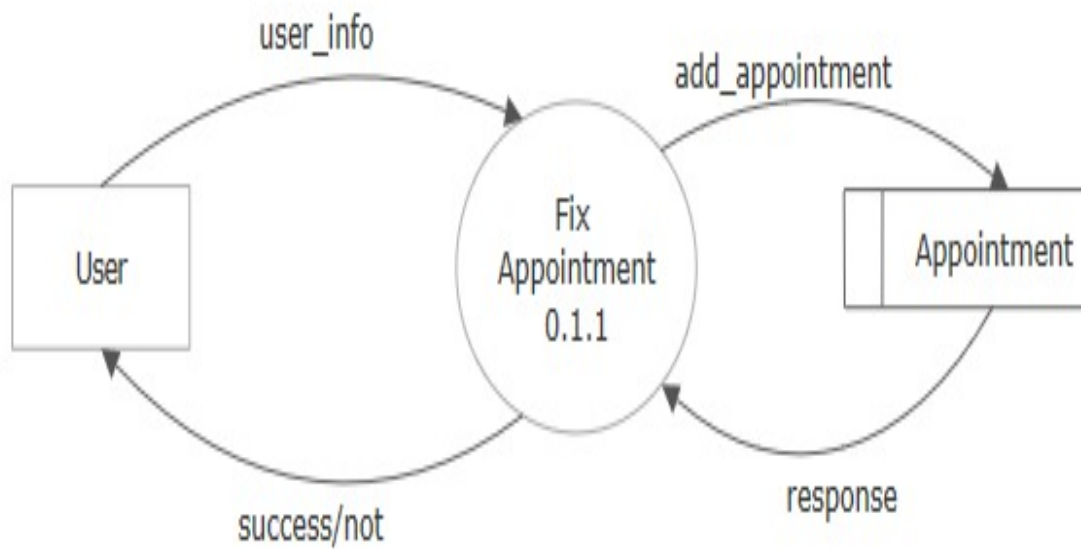 user_info
add_appointment
User
Fix
Appointment
0.1.1
Appointment
success/not
response